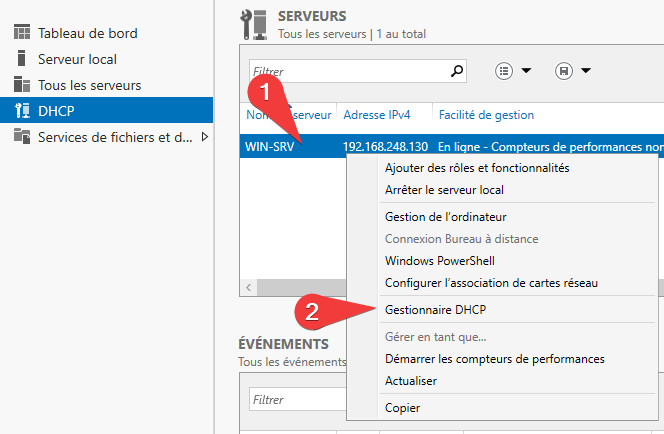 Tableau de bord
Serveur local
Tous les serveurs
DHCP
Services de fichiers et d...
SERVEURS
Tous les serveurs | 1 au total
Filtrer
1
Nom serveur Adresse IPv4 Facilité de gestion
WIN-SRV 192.168.248.130 En ligne - Compteurs de performances non
Ajouter des rôles et fonctionnalités
Arrêter le serveur local
Gestion de l'ordinateur
Connexion Bureau à distance
Windows PowerShell
Configurer l'association de cartes réseau
2
Gestionnaire DHCP
Gérer en tant que...
Démarrer les compteurs de performances
Actualiser
Copier
ÉVÉNEMENTS
Tous les événements
Filtrer